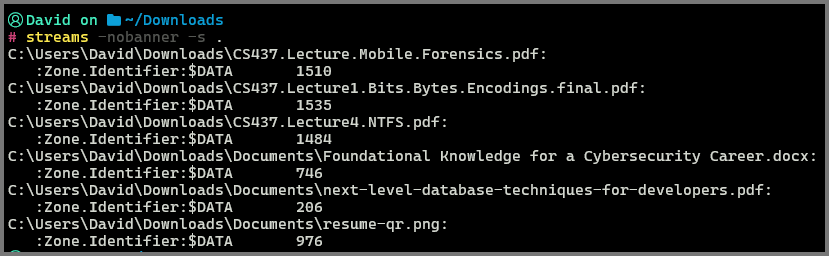 David on ~/Downloads
# streams -nobanner -s .
C:\Users\David\Downloads\CS437.Lecture.Mobile.Forensics.pdf:
   :Zone.Identifier:$DATA       1510
C:\Users\David\Downloads\CS437.Lecture1.Bits.Bytes.Encodings.final.pdf:
   :Zone.Identifier:$DATA       1535
C:\Users\David\Downloads\CS437.Lecture4.NTFS.pdf:
   :Zone.Identifier:$DATA       1484
C:\Users\David\Downloads\Documents\Foundational Knowledge for a Cybersecurity Career.docx:
   :Zone.Identifier:$DATA       746
C:\Users\David\Downloads\Documents\next-level-database-techniques-for-developers.pdf:
   :Zone.Identifier:$DATA       206
C:\Users\David\Downloads\Documents\resume-qr.png:
   :Zone.Identifier:$DATA       976